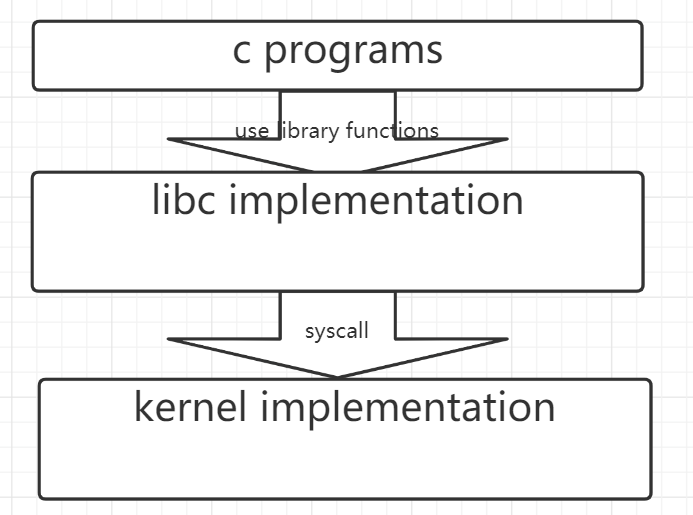 c programs
use library functions
libc implementation
syscall
kernel implementation